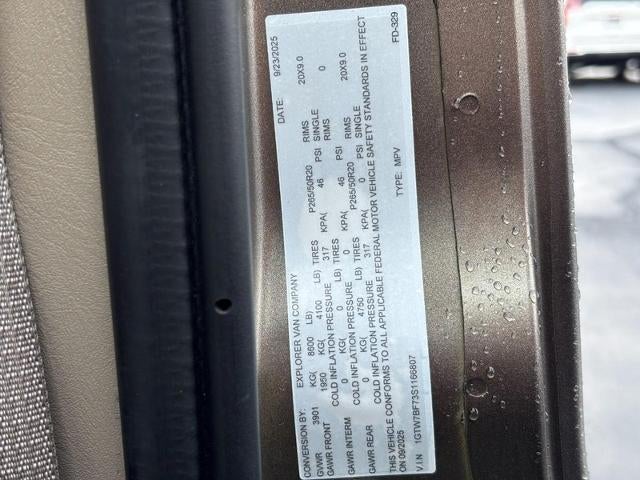 CONVERSION BY: EXPLORER VAN COMPANY DATE: 9/23/2025
GVWR 3901 KG( 8600 LB)
GAWR FRONT 1950 KG( 4100 LB) TIRES P265/50R20 RIMS 20X9.0
COLD INFLATION PRESSURE 317 KPA( 46 PSI SINGLE
GAWR INTERM 0 KG( 0 LB) TIRES 0 RIMS 0
COLD INFLATION PRESSURE 0 KPA( 46 PSI
GAWR REAR 0 KG( 4750 LB) TIRES P265/50R20 RIMS 20X9.0
COLD INFLATION PRESSURE 317 KPA( 0 PSI SINGLE
THIS VEHICLE CONFORMS TO ALL APPLICABLE FEDERAL MOTOR VEHICLE SAFETY STANDARDS IN EFFECT
ON 09/2025
V.I.N. 1GTW7BF73S1166807 TYPE: MPV FD-329